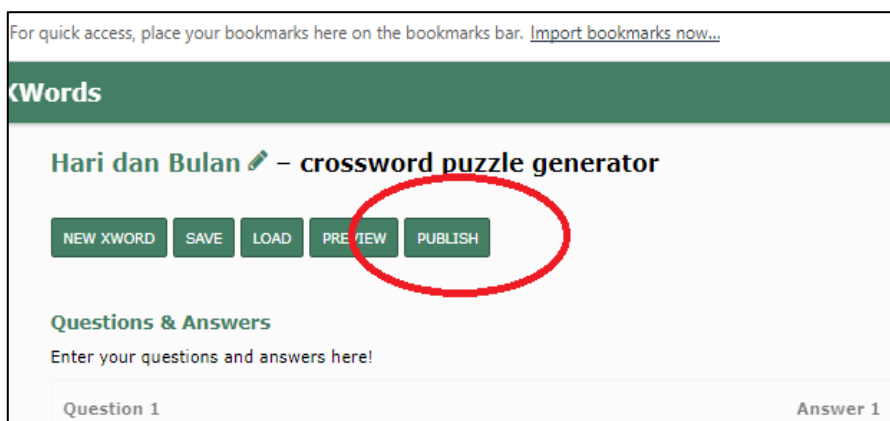 For quick access, place your bookmarks here on the bookmarks bar. Import bookmarks now...
XWords
Hari dan Bulan – crossword puzzle generator
NEW XWORD SAVE LOAD PREVIEW PUBLISH
Questions & Answers
Enter your questions and answers here!
Question 1 Answer 1